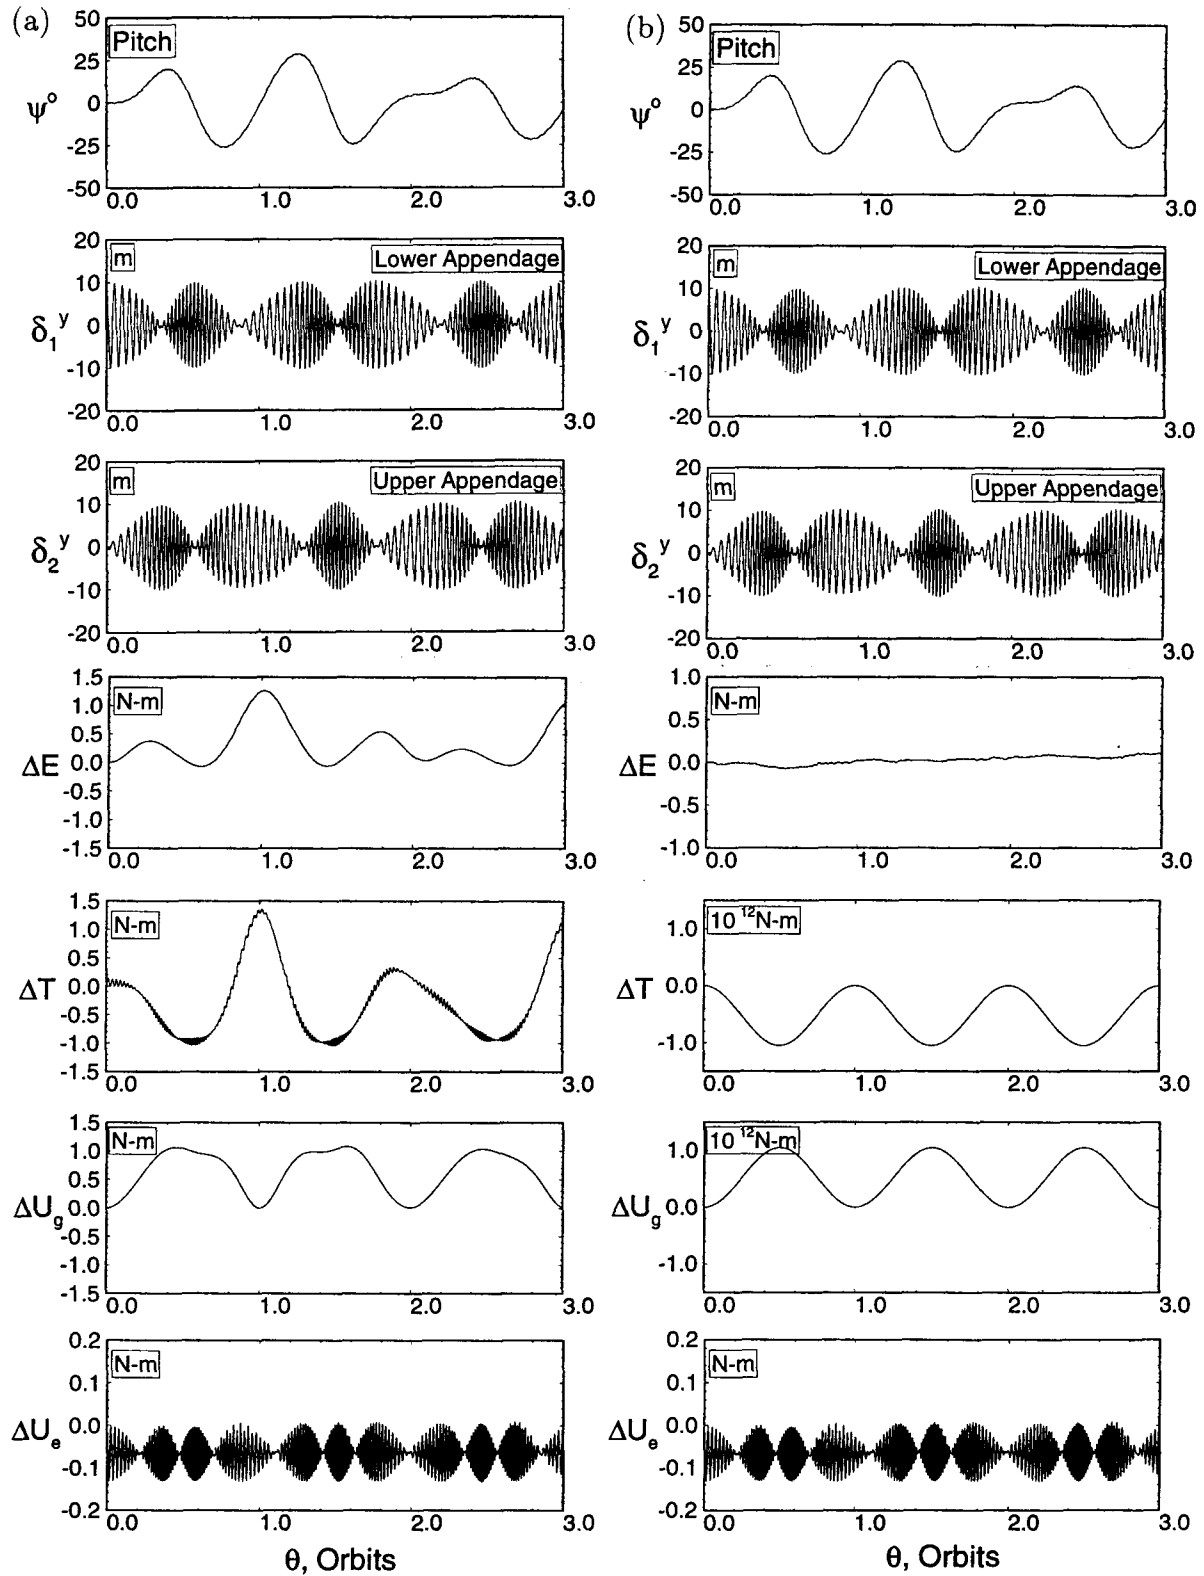 (a)
Pitch
ψ°
50
25
0
-25
-50
0.0 1.0 2.0 3.0
m
Lower Appendage
δ₁ʸ
20
10
0
-10
-20
0.0 1.0 2.0 3.0
m
Upper Appendage
δ₂ʸ
20
10
0
-10
-20
0.0 1.0 2.0 3.0
N-m
ΔE
1.5
1.0
0.5
0.0
-0.5
-1.0
-1.5
0.0 1.0 2.0 3.0
N-m
ΔT
1.5
1.0
0.5
0.0
-0.5
-1.0
-1.5
0.0 1.0 2.0 3.0
N-m
ΔU_g
1.5
1.0
0.5
0.0
-0.5
-1.0
-1.5
0.0 1.0 2.0 3.0
N-m
ΔU_e
0.2
0.1
0.0
-0.1
-0.2
0.0 1.0 2.0 3.0
θ, Orbits
(b)
Pitch
ψ°
50
25
0
-25
-50
0.0 1.0 2.0 3.0
m
Lower Appendage
δ₁ʸ
20
10
0
-10
-20
0.0 1.0 2.0 3.0
m
Upper Appendage
δ₂ʸ
20
10
0
-10
-20
0.0 1.0 2.0 3.0
N-m
ΔE
1.0
0.5
0.0
-0.5
-1.0
0.0 1.0 2.0 3.0
10¹²N-m
ΔT
1.0
0.0
-1.0
0.0 1.0 2.0 3.0
10¹²N-m
ΔU_g
1.0
0.0
-1.0
0.0 1.0 2.0 3.0
N-m
ΔU_e
0.2
0.1
0.0
-0.1
-0.2
0.0 1.0 2.0 3.0
θ, Orbits